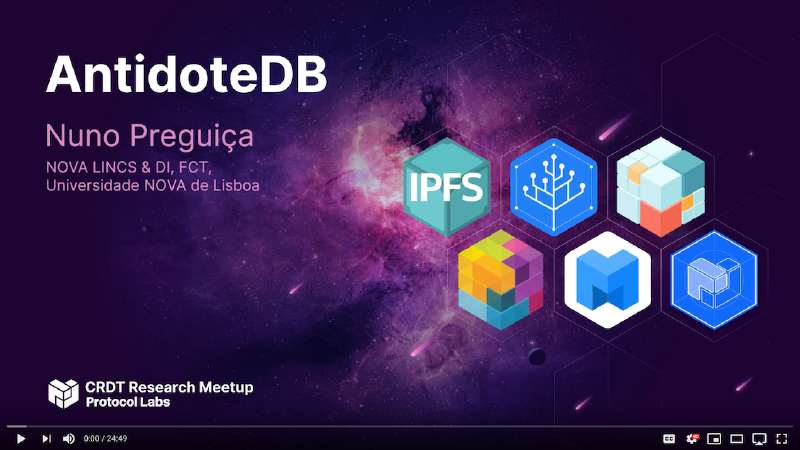 AntidoteDB
Nuno Preguiça
NOVA LINCS & DI, FCT,
Universidade NOVA de Lisboa
IPFS
CRDT Research Meetup
Protocol Labs
0:00 / 24:49
CC